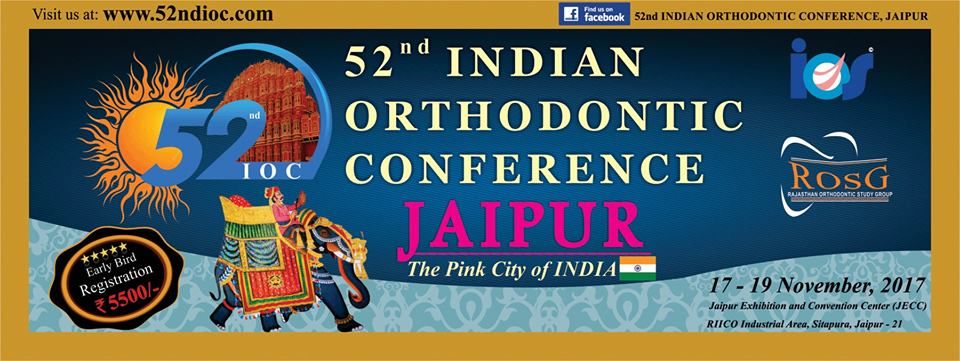 Visit us at: www.52ndioc.com
Find us on
facebook
52nd INDIAN ORTHODONTIC CONFERENCE, JAIPUR
52nd INDIAN
ORTHODONTIC
CONFERENCE
JAIPUR
The Pink City of INDIA
52nd
IOC
ios
ROSG
RAJASTHAN ORTHODONTIC STUDY GROUP
Early Bird
Registration
₹ 5500/-
17 - 19 November, 2017
Jaipur Exhibition and Convention Center (JECC)
RIICO Industrial Area, Sitapura, Jaipur - 21